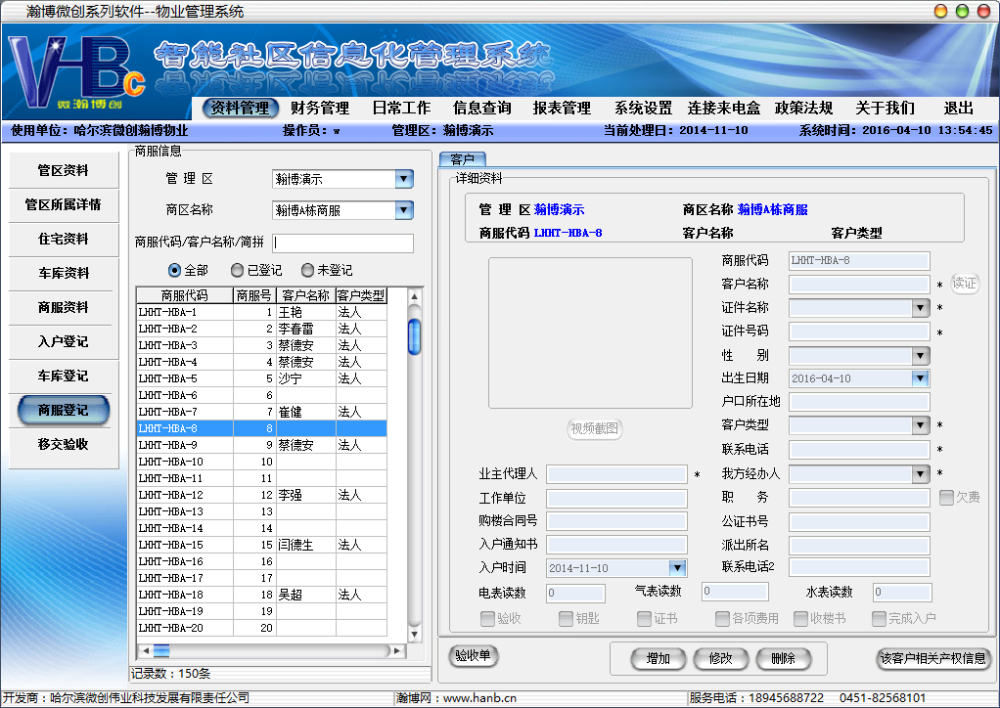 瀚博微创系列软件--物业管理系统
VHBC
微瀚博创
智能社区信息化管理系统
资料管理 财务管理 日常工作 信息查询 报表管理 系统设置 连接来电盒 政策法规 关于我们 退出
使用单位：哈尔滨微创瀚博物业 操作员：w 管理区：瀚博演示 当前处理日：2014-11-10 系统时间：2016-04-10 13:54:45
管区资料
管区所属详情
住宅资料
车库资料
商服资料
入户登记
车库登记
商服登记
移交验收
商服信息
管 理 区 瀚博演示
商区名称 瀚博A栋商服
商服代码/客户名称/简拼
全部 已登记 未登记
商服代码 商服号 客户名称 客户类型
LHHT-HBA-1 1 王艳 法人
LHHT-HBA-2 2 李春雷 法人
LHHT-HBA-3 3 蔡德安 法人
LHHT-HBA-4 4 蔡德安 法人
LHHT-HBA-5 5 沙宁 法人
LHHT-HBA-6 6
LHHT-HBA-7 7 崔健 法人
LHHT-HBA-8 8
LHHT-HBA-9 9 蔡德安 法人
LHHT-HBA-10 10
LHHT-HBA-11 11
LHHT-HBA-12 12 李强 法人
LHHT-HBA-13 13
LHHT-HBA-14 14
LHHT-HBA-15 15 闫德生 法人
LHHT-HBA-16 16
LHHT-HBA-17 17
LHHT-HBA-18 18 吴超 法人
LHHT-HBA-19 19
LHHT-HBA-20 20
记录数：150条
客户
详细资料
管 理 区 瀚博演示 商区名称 瀚博A栋商服
商服代码 LHHT-HBA-8 客户名称 客户类型
商服代码 LHHT-HBA-8
客户名称 * 读证
证件名称 *
证件号码 *
性 别
出生日期 2016-04-10
户口所在地
客户类型 *
视频截图
联系电话 *
业主代理人 * 我方经办人 *
工作单位 职 务 欠费
购楼合同号 公证书号
入户通知书 派出所名
入户时间 2014-11-10 联系电话2
电表读数 0 气表读数 0 水表读数 0
验收 钥匙 证书 各项费用 收楼书 完成入户
验收单 增加 修改 删除 该客户相关产权信息
开发商：哈尔滨微创伟业科技发展有限责任公司 瀚博网：www.hanb.cn 服务电话：18945688722 0451-82568101